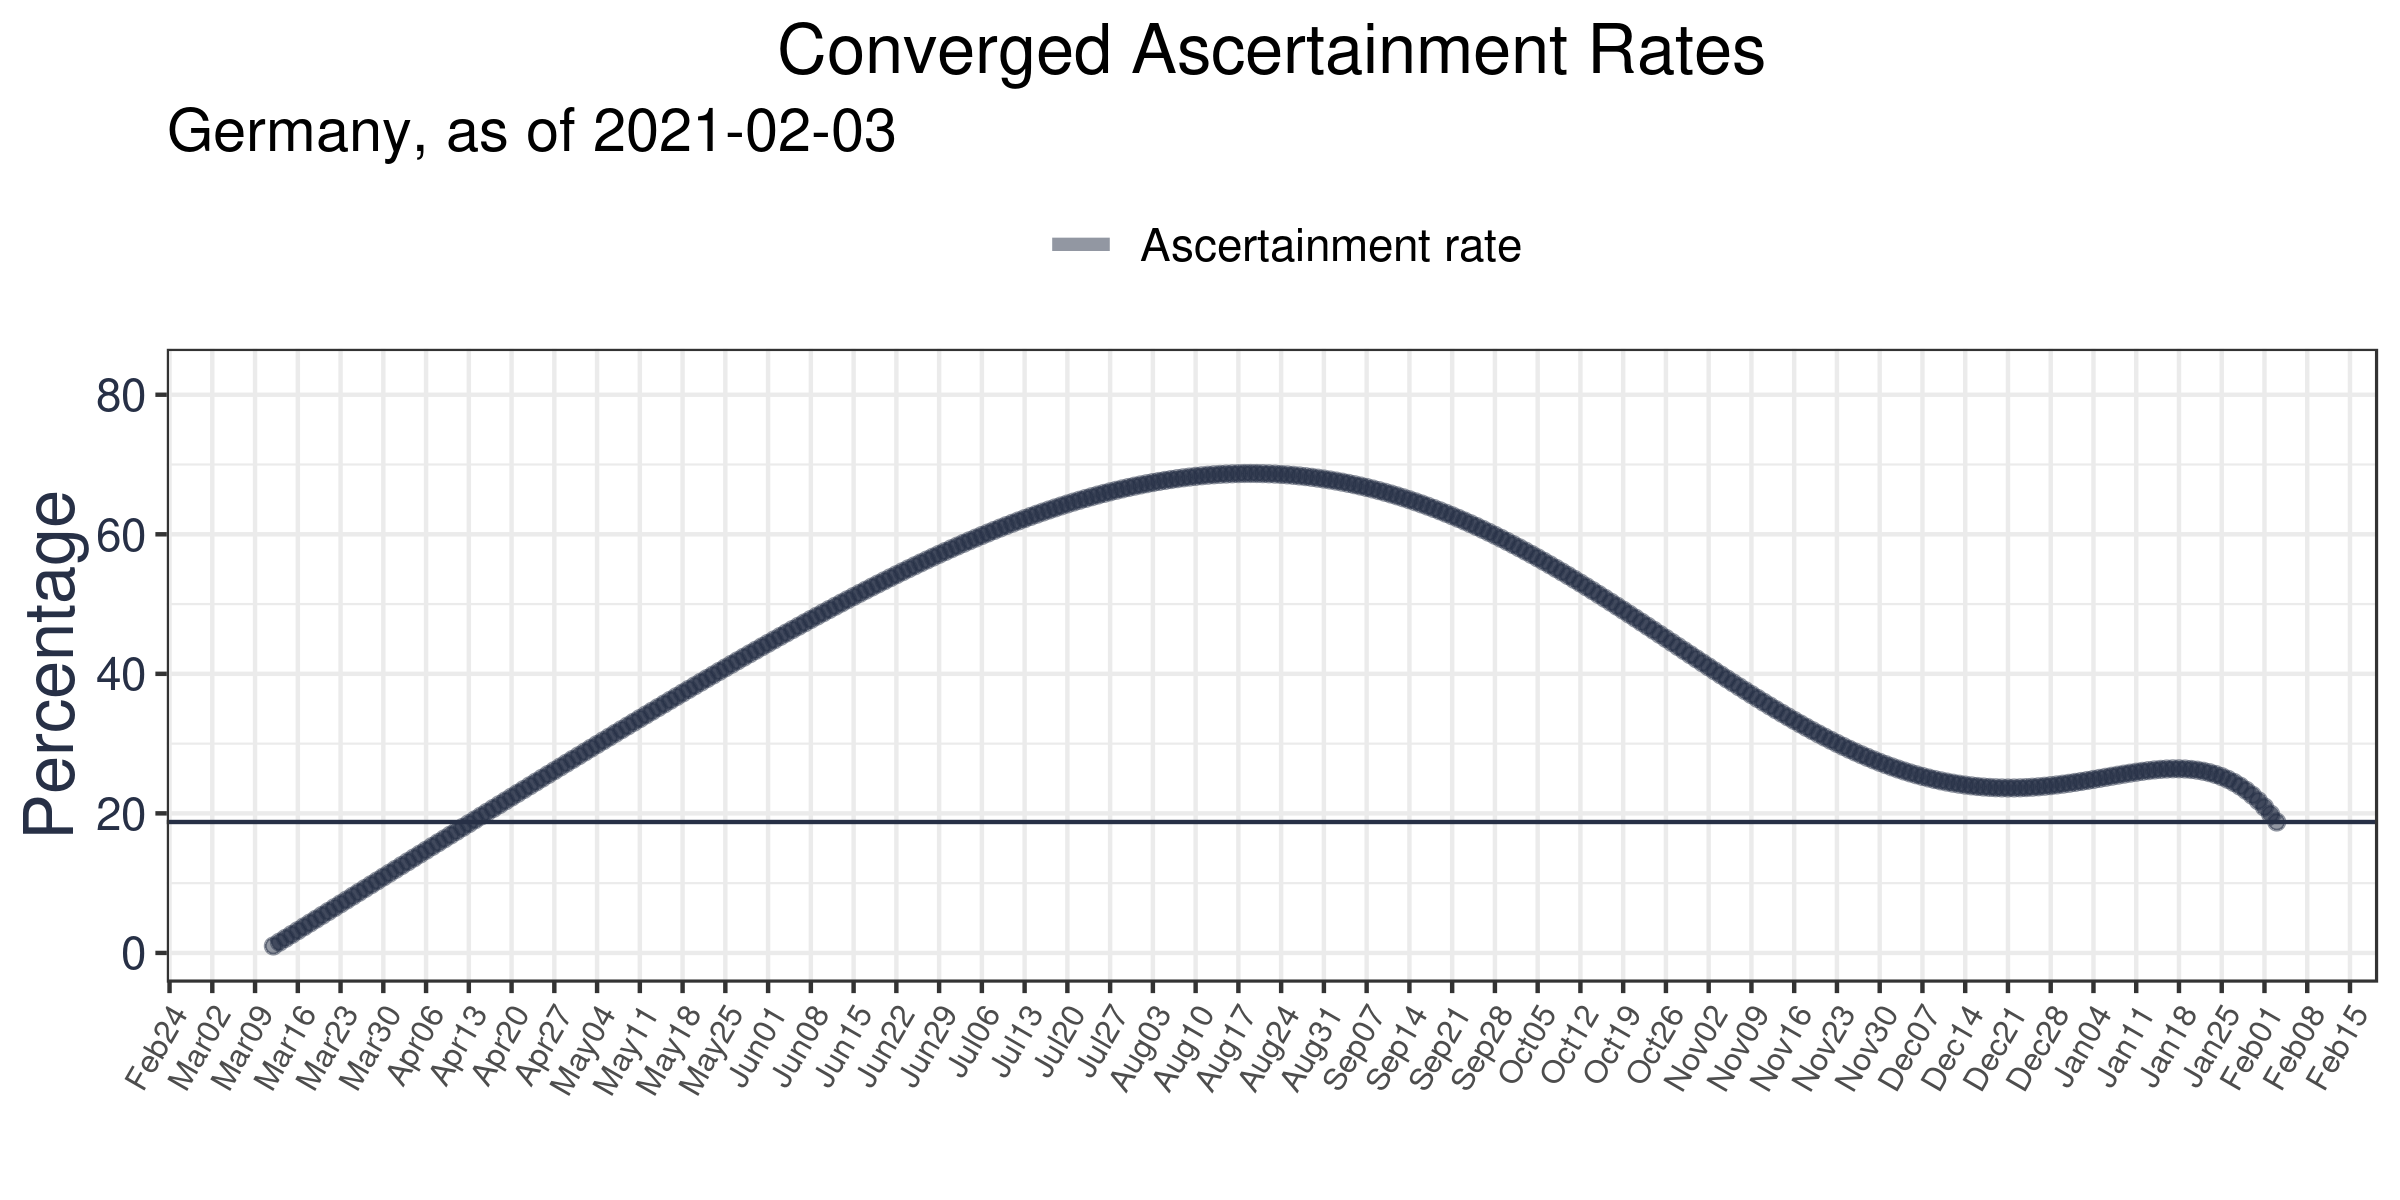 Converged Ascertainment Rates
Germany, as of 2021-02-03
Ascertainment rate
Percentage
80
60
40
20
0
Feb24 Mar02 Mar09 Mar16 Mar23 Mar30 Apr06 Apr13 Apr20 Apr27 May04 May11 May18 May25 Jun01 Jun08 Jun15 Jun22 Jun29 Jul06 Jul13 Jul20 Jul27 Aug03 Aug10 Aug17 Aug24 Aug31 Sep07 Sep14 Sep21 Sep28 Oct05 Oct12 Oct19 Oct26 Nov02 Nov09 Nov16 Nov23 Nov30 Dec07 Dec14 Dec21 Dec28 Jan04 Jan11 Jan18 Jan25 Feb01 Feb08 Feb15